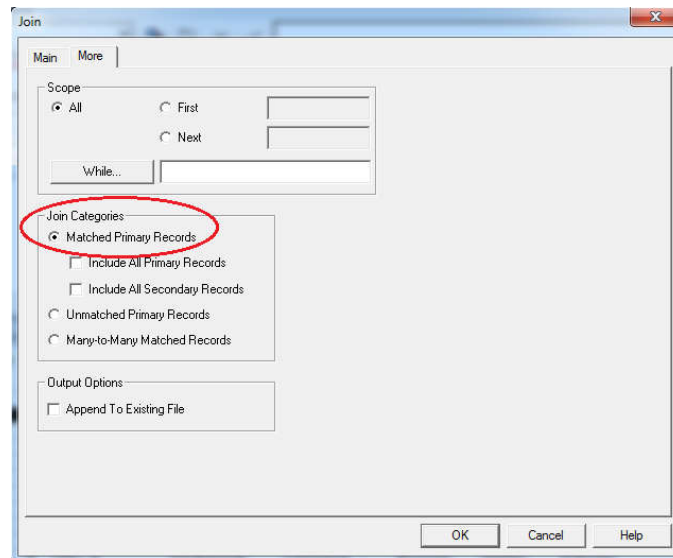 Join
Main More
Scope
All First
Next
While...
Join Categories
Matched Primary Records
Include All Primary Records
Include All Secondary Records
Unmatched Primary Records
Many-to-Many Matched Records
Output Options
Append To Existing File
OK Cancel Help